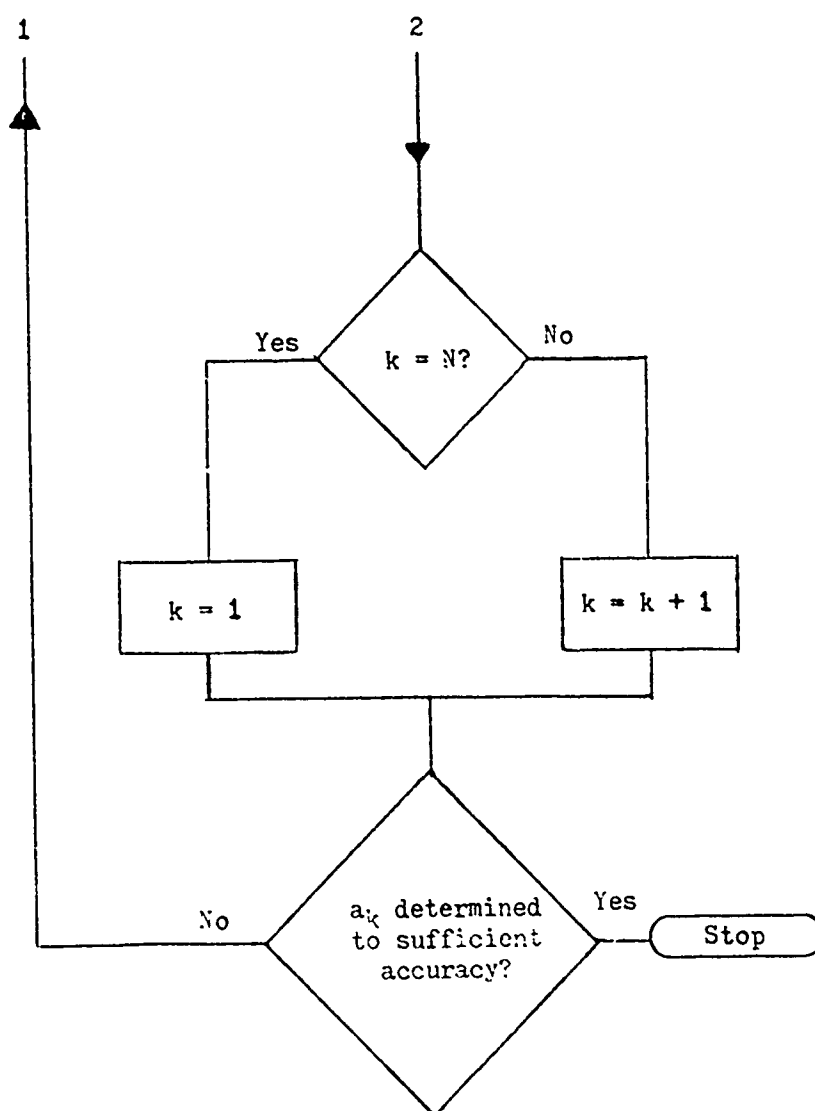 1
2
Yes
k = N?
No
k = 1
k = k + 1
No
a_k determined
to sufficient
accuracy?
Yes
Stop